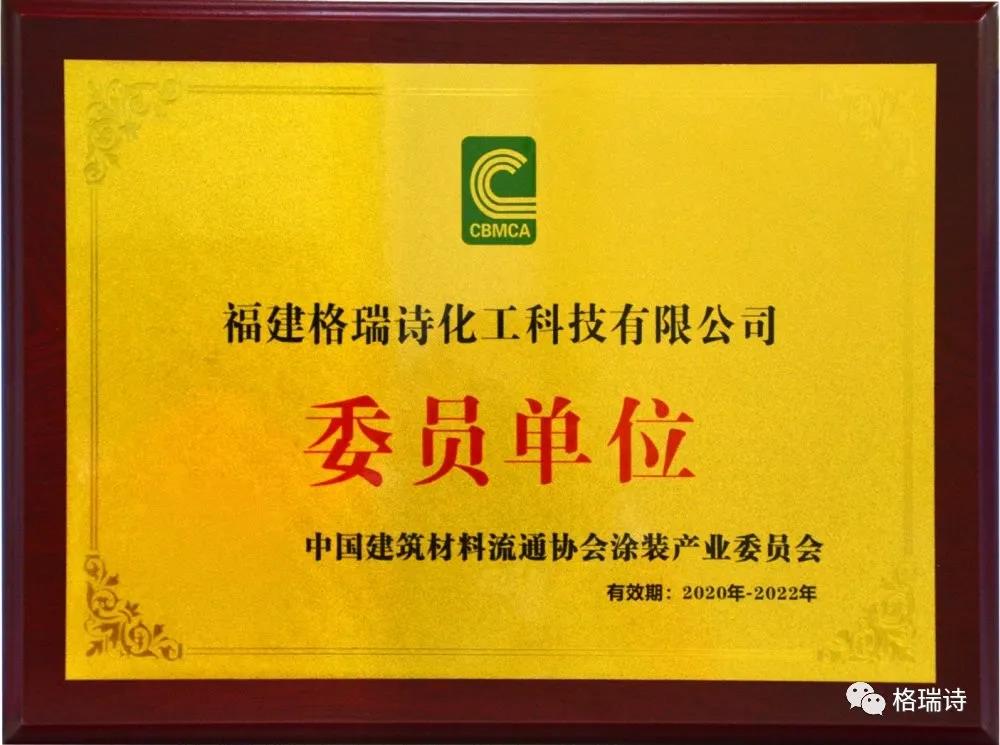 CBMCA
福建格瑞诗化工科技有限公司
委员单位
中国建筑材料流通协会涂装产业委员会
有效期：2020年-2022年
格瑞诗